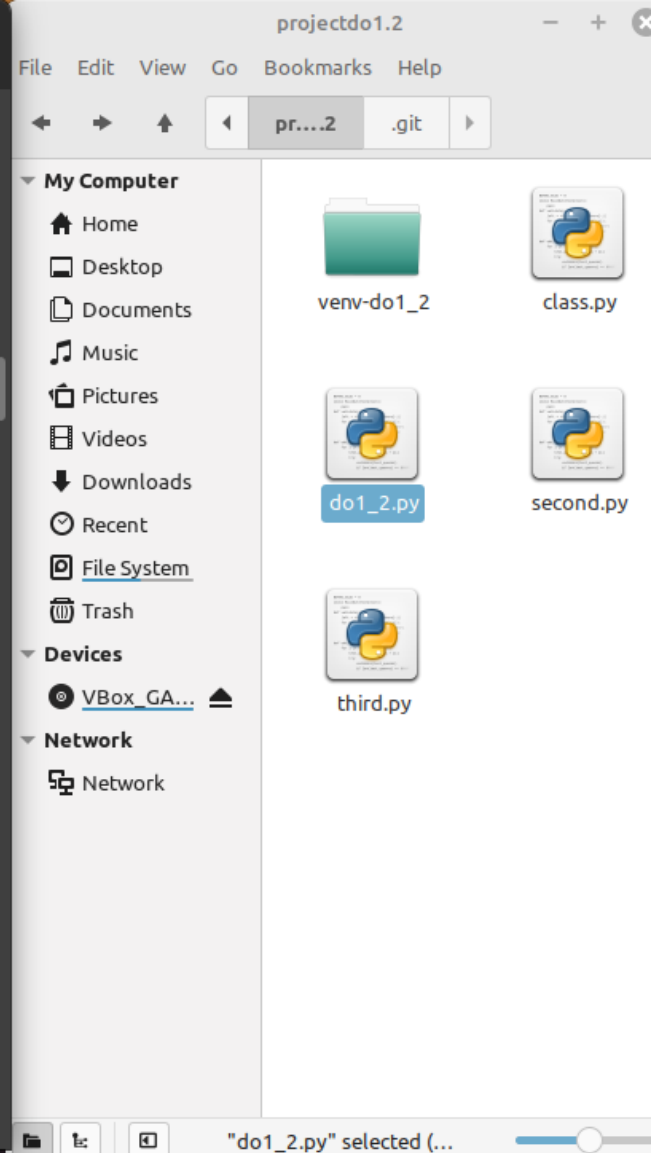 projectdo1.2
File Edit View Go Bookmarks Help
pr....2 .git
My Computer
Home
Desktop
Documents
Music
Pictures
Videos
Downloads
Recent
File System
Trash
Devices
VBox_GA...
Network
Network
venv-do1_2 class.py
do1_2.py second.py
third.py
"do1_2.py" selected (...